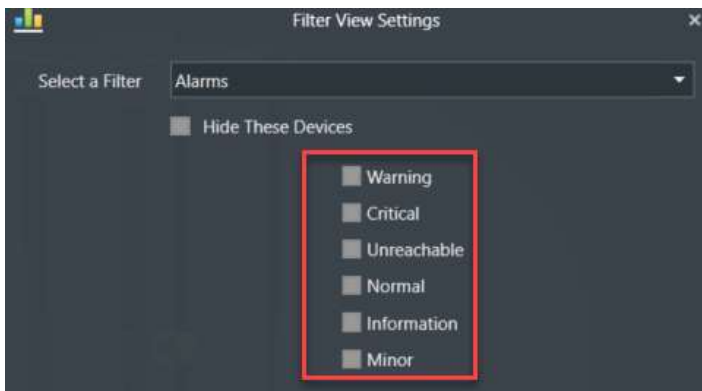 Filter View Settings
Select a Filter Alarms
Hide These Devices
Warning
Critical
Unreachable
Normal
Information
Minor